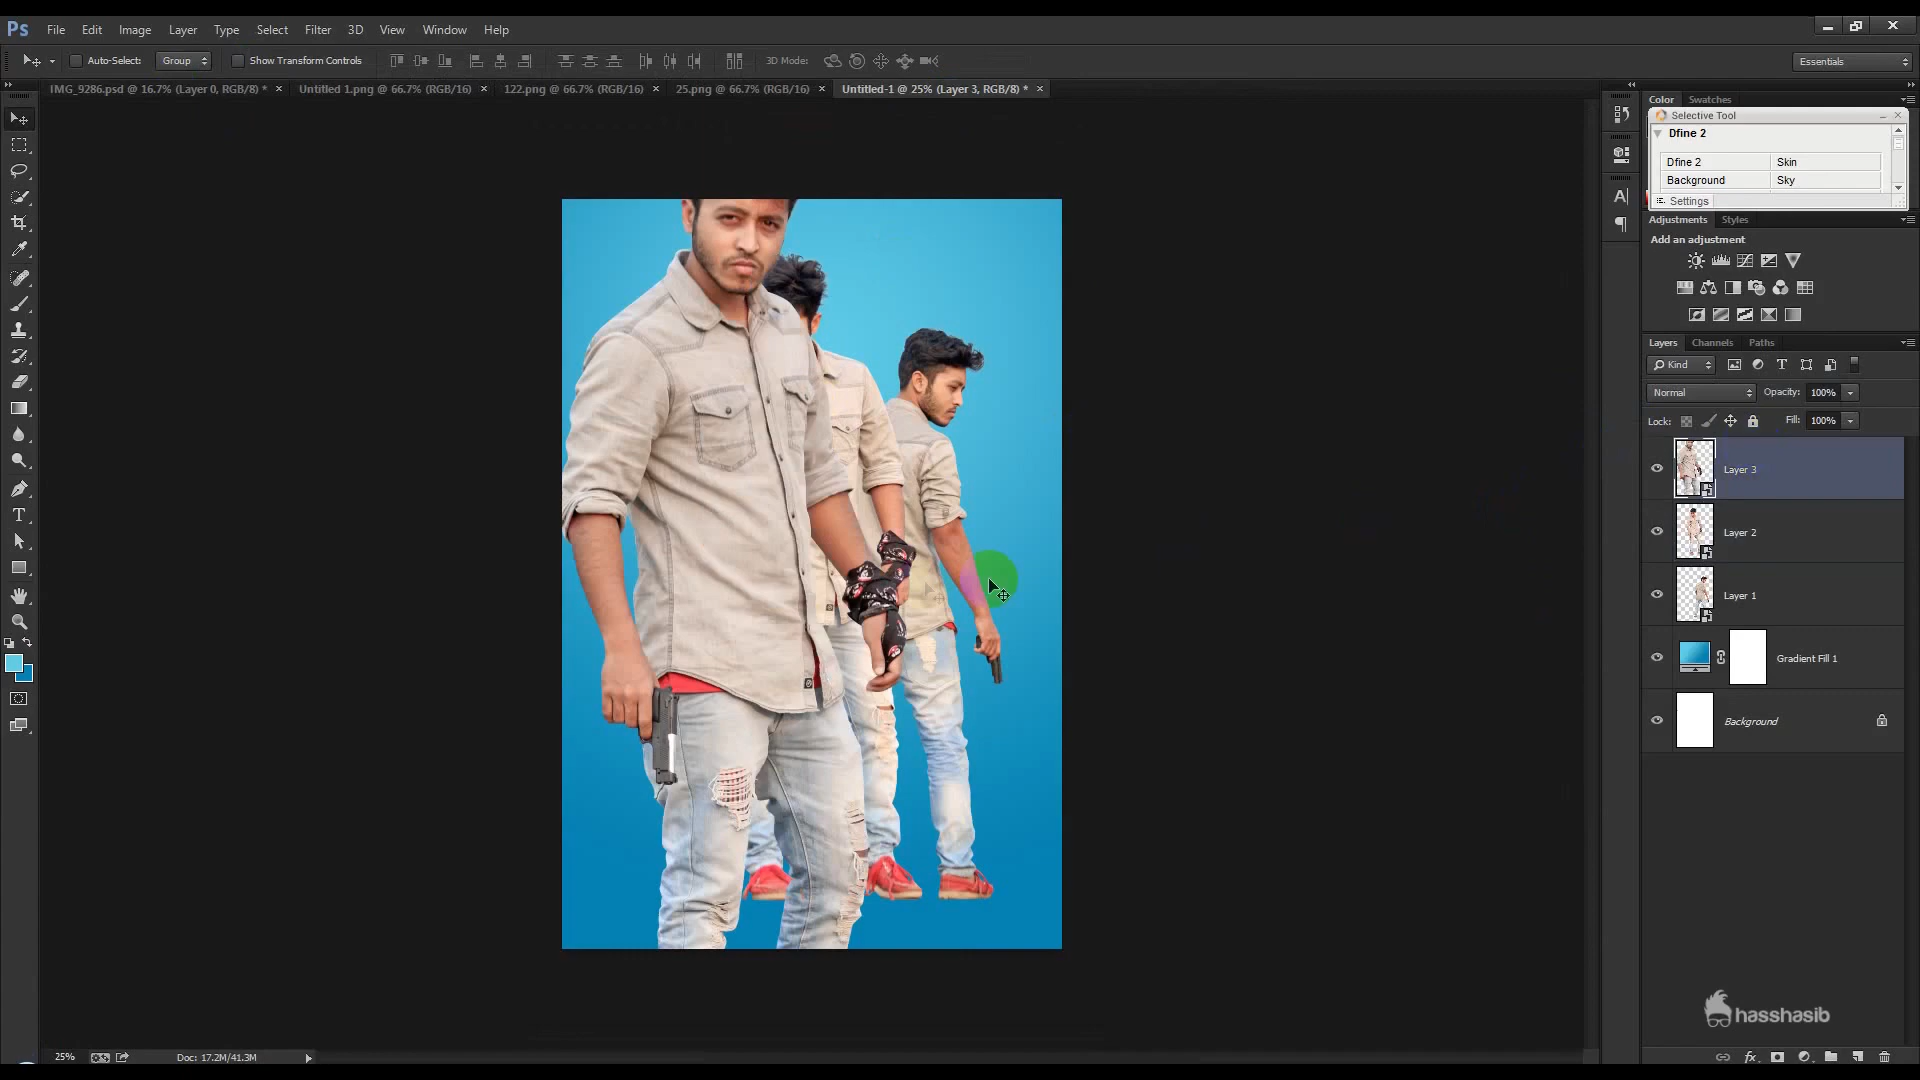 Ps File Edit Image Layer Type Select Filter 3D View Window Help
Auto-Select: Group Show Transform Controls 3D Mode: Essentials
IMG_9286.psd @ 16.7% (Layer 0, RGB/8) * × Untitled 1.png @ 66.7% (RGB/16) × 122.png @ 66.7% (RGB/16) × 25.png @ 66.7% (RGB/16) × Untitled-1 @ 25% (Layer 3, RGB/8) * ×
Color Swatches
Selective Tool
Dfine 2
Dfine 2 Skin
Background Sky
Settings
Adjustments Styles
Add an adjustment
Layers Channels Paths
Kind
Normal Opacity: 100%
Lock: Fill: 100%
Layer 3
Layer 2
Layer 1
Gradient Fill 1
Background
hasshasib
25% Doc: 17.2M/41.3M